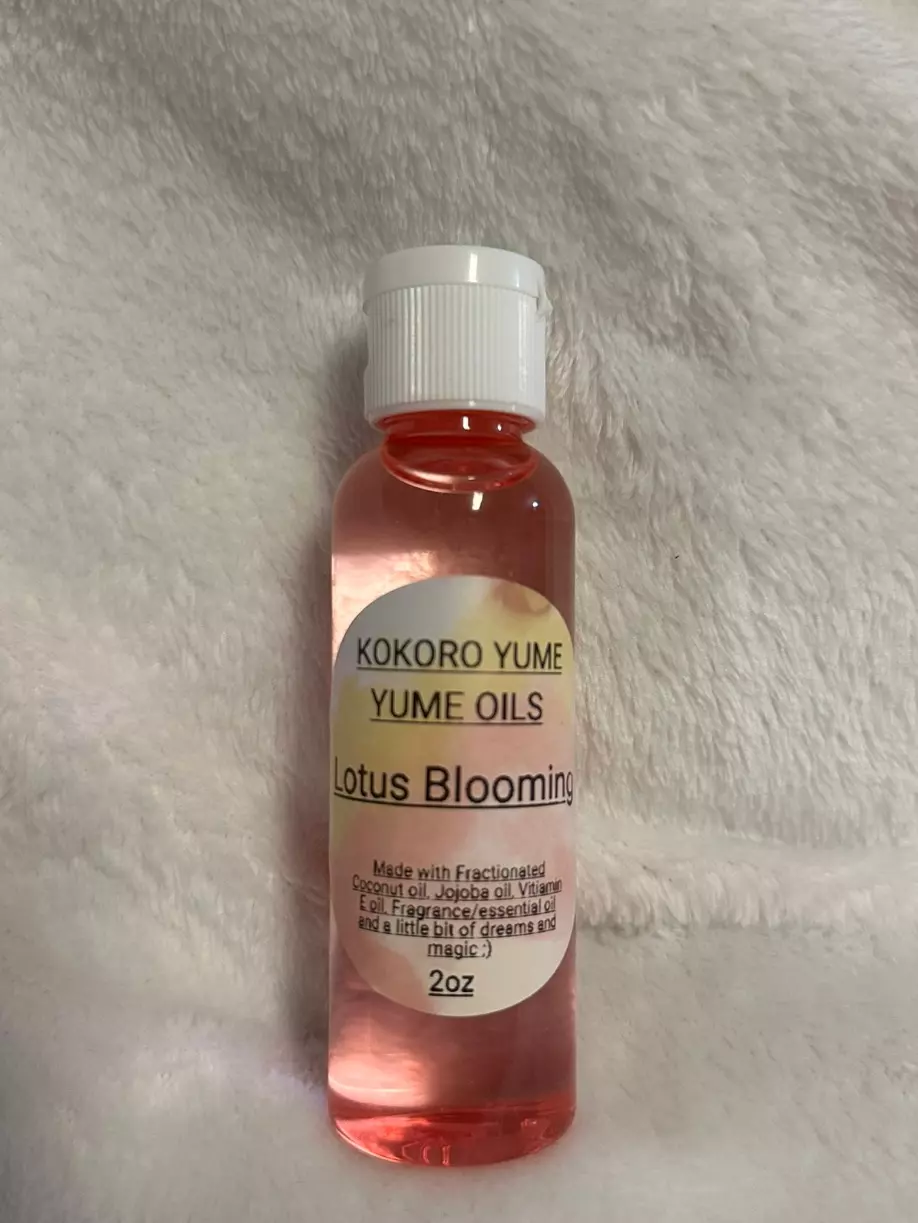 KOKORO YUME
YUME OILS
Lotus Blooming
Made with Fractionated
Coconut oil, Jojoba oil, Vitiamin
E oil, Fragrance/essential oil
and a little bit of dreams and
magic :)
2oz